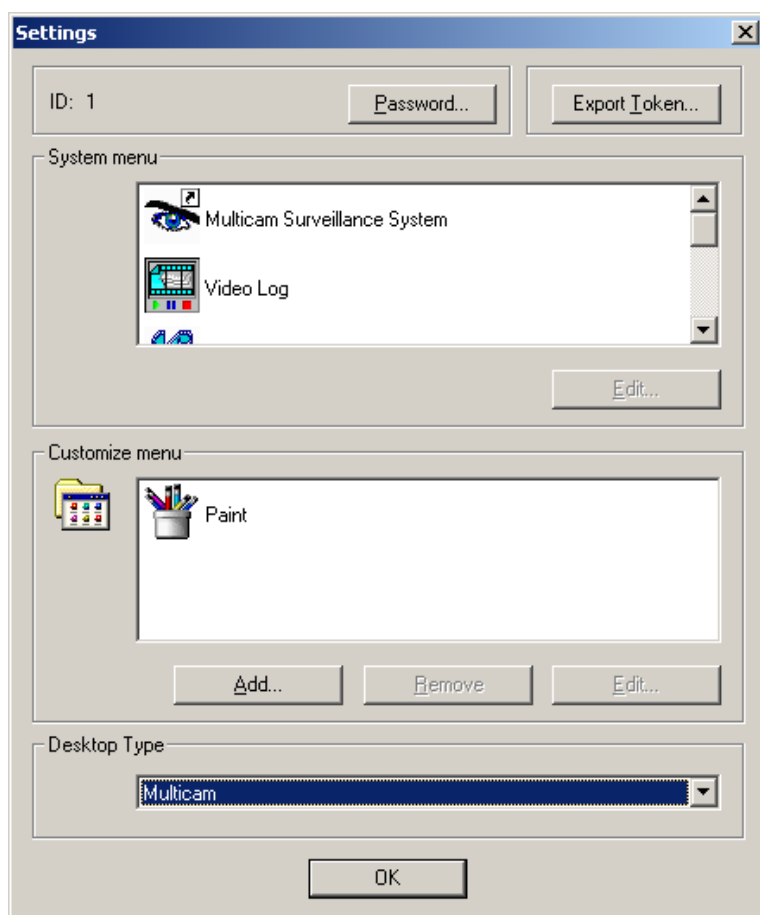 Settings
ID: 1
Password...
Export Token...
System menu
Multicam Surveillance System
Video Log
Edit...
Customize menu
Paint
Add...
Remove
Edit...
Desktop Type
Multicam
OK